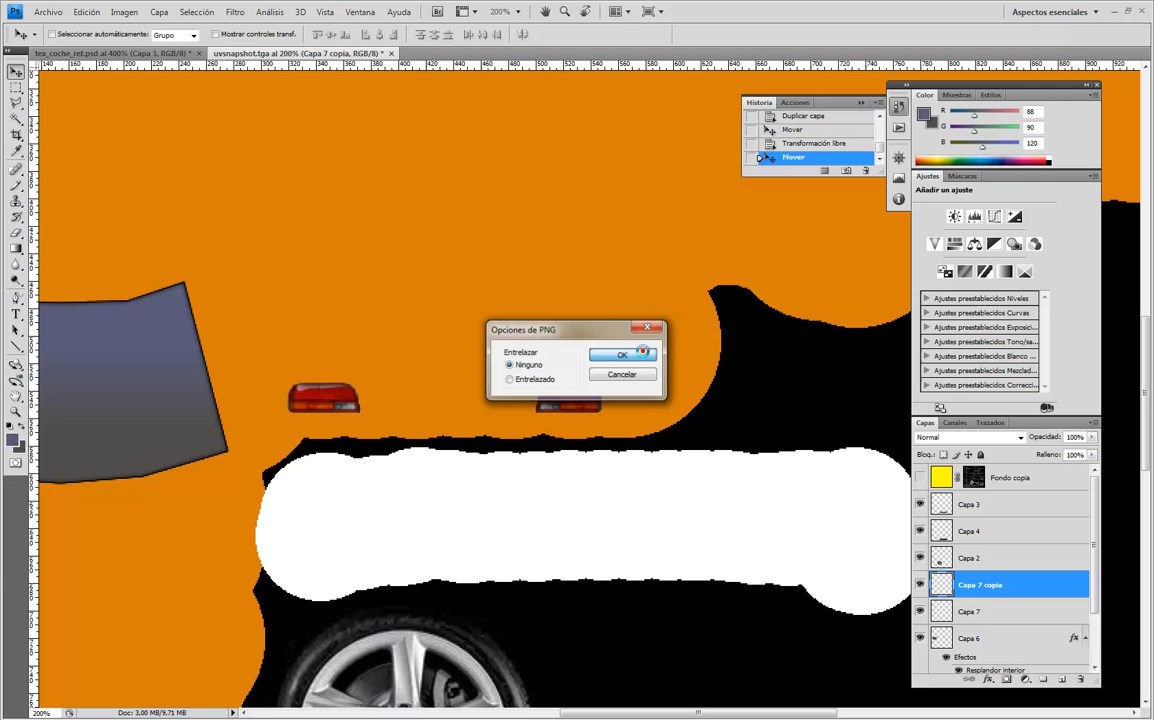 Ps Archivo Edición Imagen Capa Selección Filtro Análisis 3D Vista Ventana Ayuda Br 200% Aspectos esenciales
Seleccionar automáticamente: Grupo Mostrar controles transf.
tex_coche_ref.psd al 400% (Capa 3, RGB/8) * × uvsnapshot.tga al 200% (Capa 7 copia, RGB/8) * ×
Historia Acciones
Duplicar capa
Mover
Transformación libre
Mover
Color Muestras Estilos
R 88
G 90
B 120
Ajustes Máscaras
Añadir un ajuste
Ajustes preestablecidos Niveles
Ajustes preestablecidos Curvas
Ajustes preestablecidos Exposici...
Ajustes preestablecidos Tono/sa...
Ajustes preestablecidos Blanco ...
Ajustes preestablecidos Mezclad...
Ajustes preestablecidos Correcci...
Opciones de PNG
Entrelazar
Ninguno
Entrelazado
OK
Cancelar
Capas Canales Trazados
Normal Opacidad: 100%
Bloq.: Relleno: 100%
Fondo copia
Capa 3
Capa 4
Capa 2
Capa 7 copia
Capa 7
Capa 6 fx
Efectos
Resplandor interior
200% Doc: 3,00 MB/9,71 MB